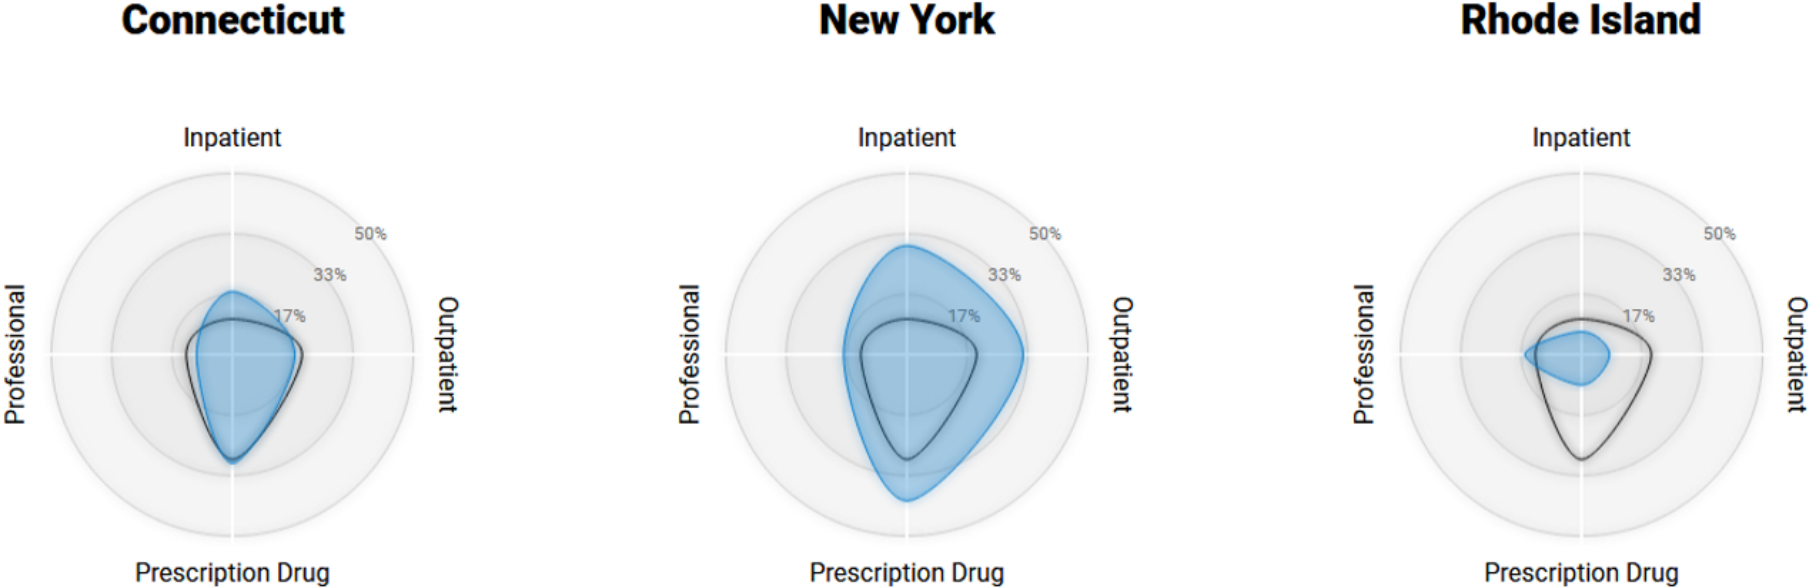 Connecticut
New York
Rhode Island
Inpatient
50%
33%
17%
Professional
Outpatient
Prescription Drug
Inpatient
50%
33%
17%
Professional
Outpatient
Prescription Drug
Inpatient
50%
33%
17%
Professional
Outpatient
Prescription Drug